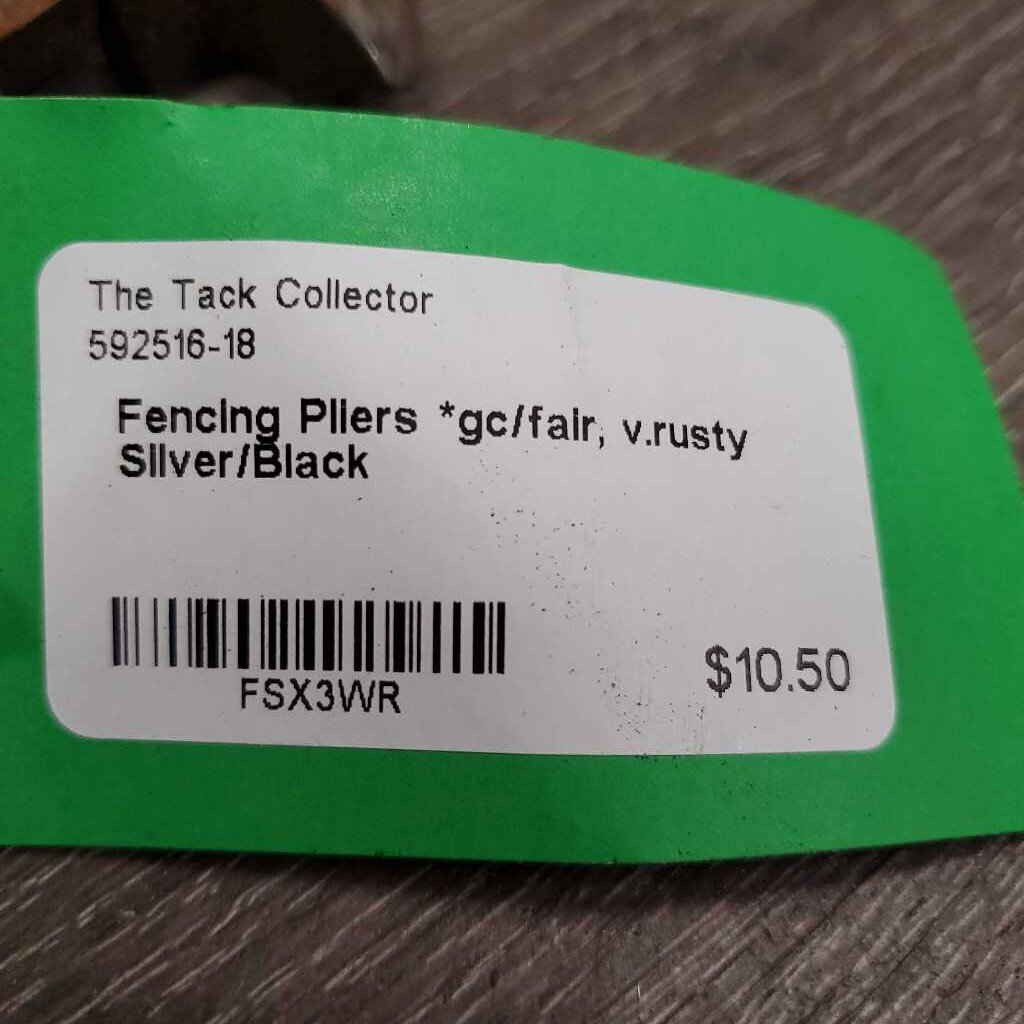 The Tack Collector
592516-18
Fencing Pliers *gc/fair, v.rusty
Silver/Black
FSX3WR
$10.50